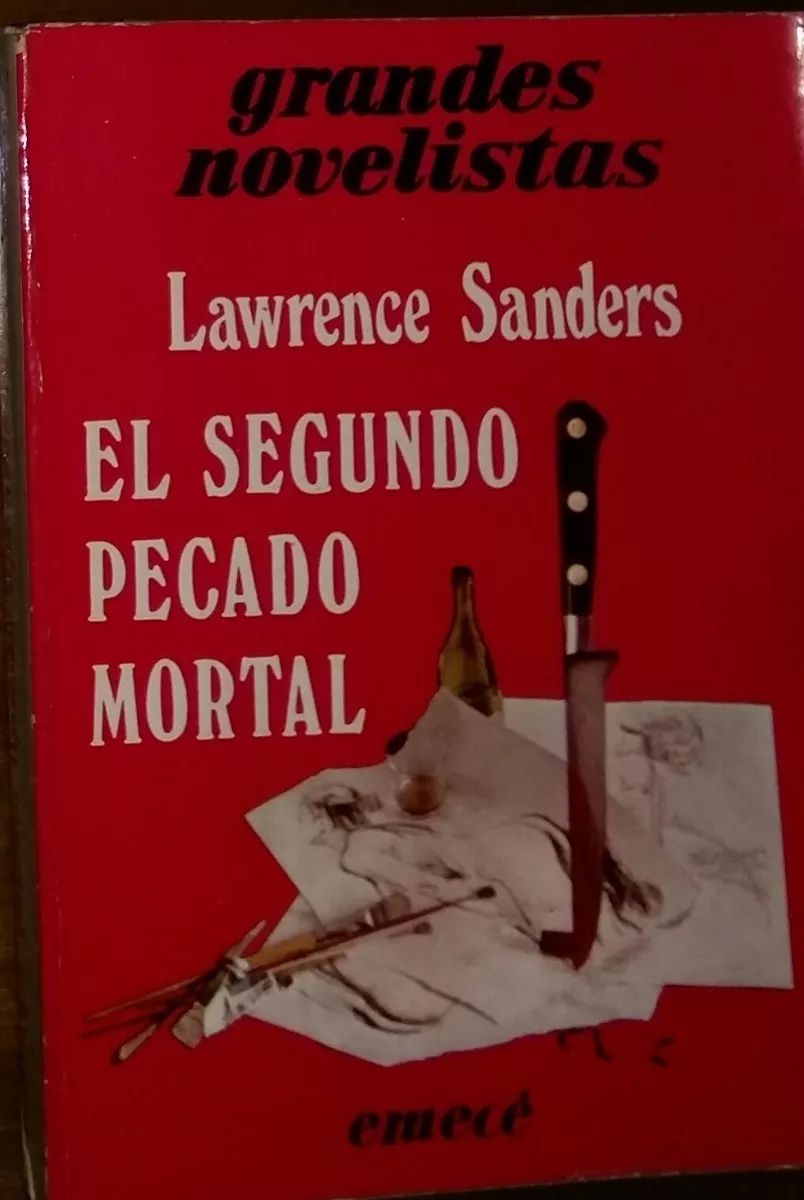 grandes
novelistas
Lawrence Sanders
EL SEGUNDO
PECADO
MORTAL
emecé